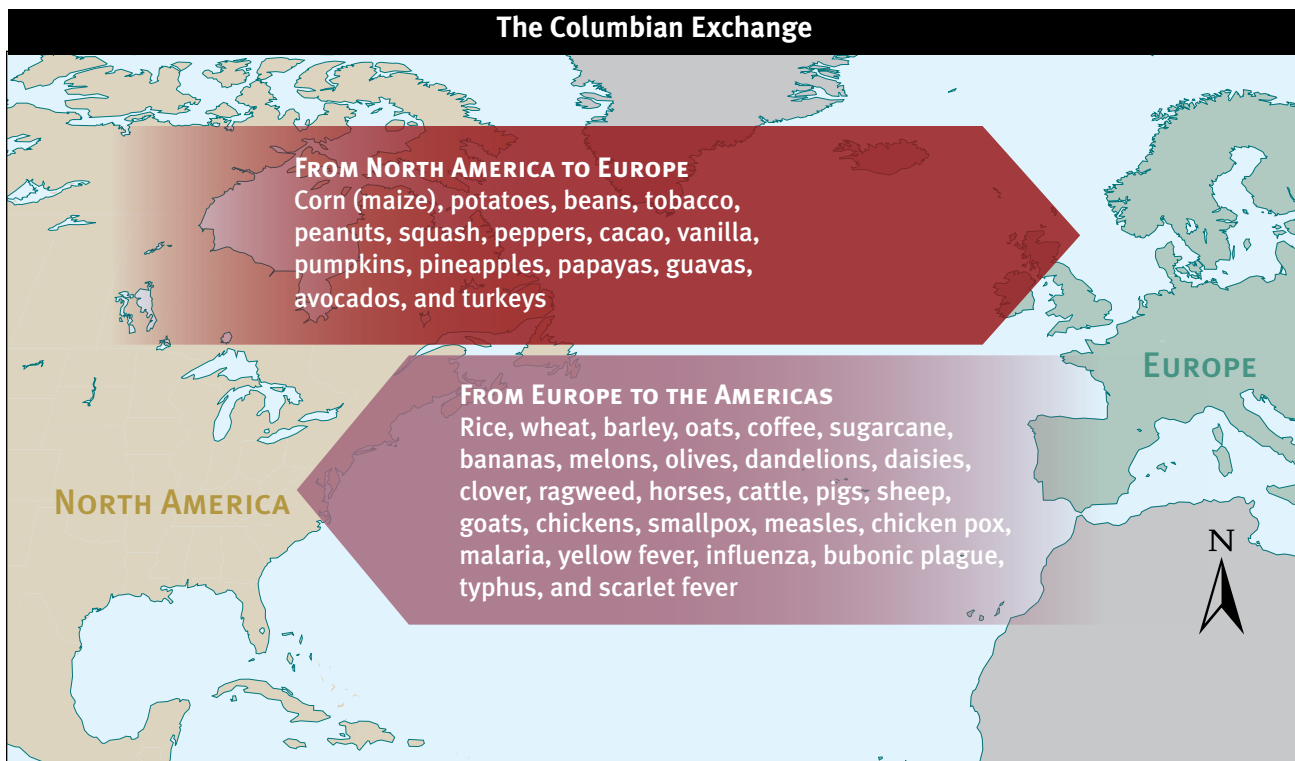 The Columbian Exchange
From North America to Europe
Corn (maize), potatoes, beans, tobacco,
peanuts, squash, peppers, cacao, vanilla,
pumpkins, pineapples, papayas, guavas,
avocados, and turkeys
Europe
From Europe to the Americas
Rice, wheat, barley, oats, coffee, sugarcane,
bananas, melons, olives, dandelions, daisies,
clover, ragweed, horses, cattle, pigs, sheep,
goats, chickens, smallpox, measles, chicken pox,
malaria, yellow fever, influenza, bubonic plague,
typhus, and scarlet fever
North America
N